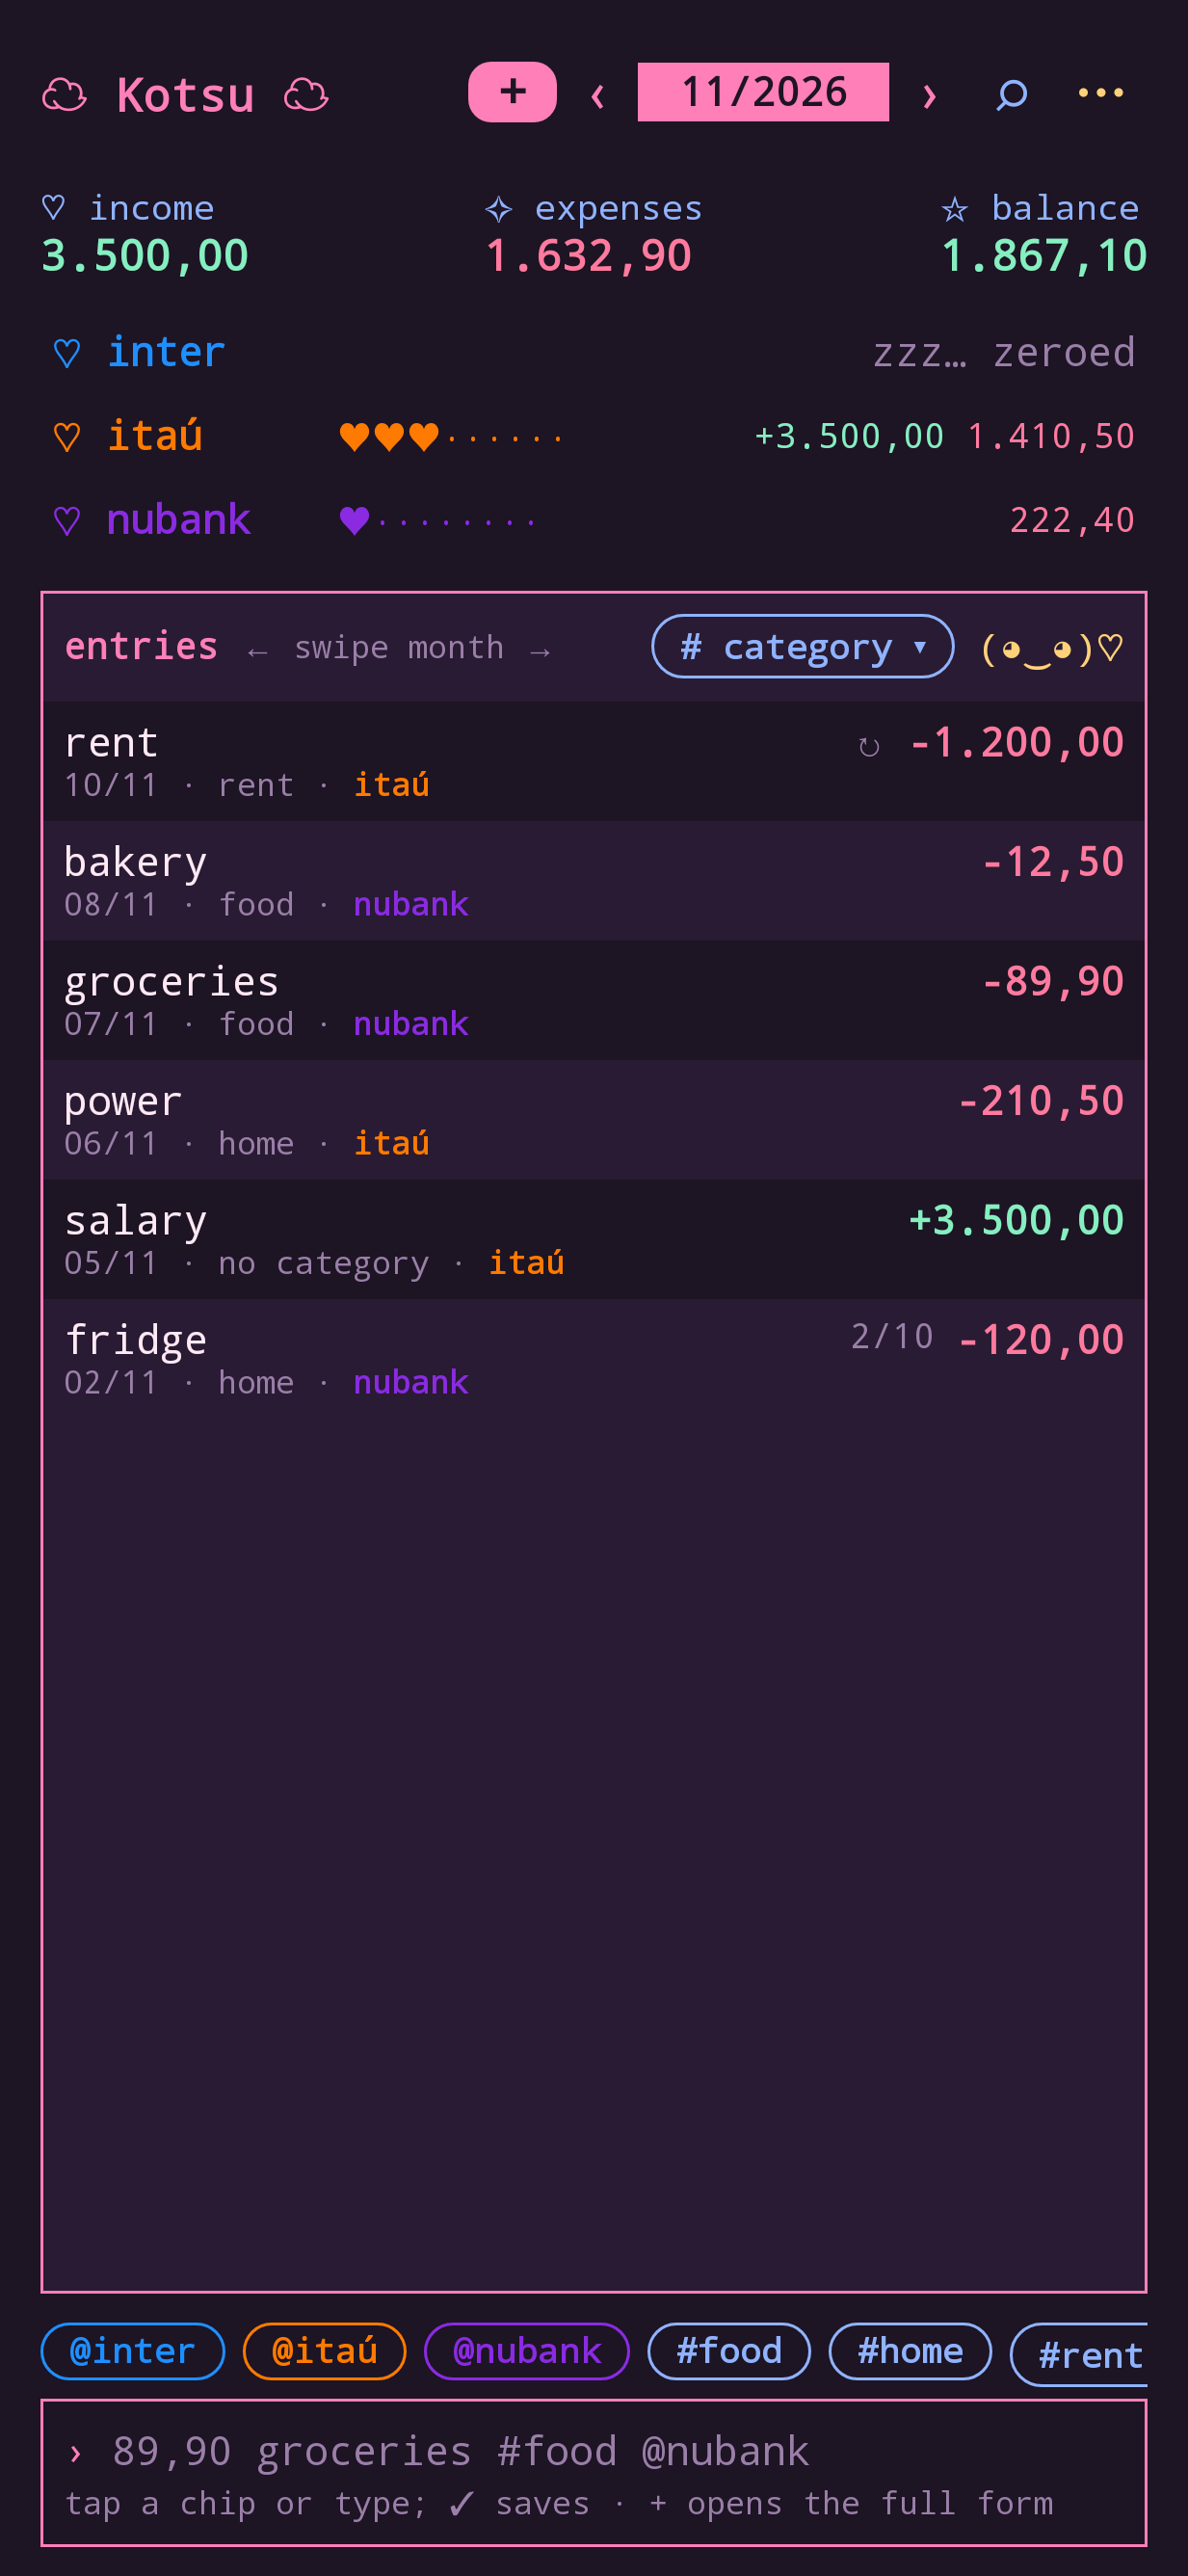 Kotsu + ‹ 11/2026 › ⌕ ···
♡ income ✧ expenses ☆ balance
3.500,00 1.632,90 1.867,10
♡ inter zzz… zeroed
♡ itaú ♥♥♥······ +3.500,00 1.410,50
♡ nubank ♥········ 222,40
entries ← swipe month → # category ▾ (◕‿◕)♡
rent ↻ -1.200,00
10/11 · rent · itaú
bakery -12,50
08/11 · food · nubank
groceries -89,90
07/11 · food · nubank
power -210,50
06/11 · home · itaú
salary +3.500,00
05/11 · no category · itaú
fridge 2/10 -120,00
02/11 · home · nubank
@inter @itaú @nubank #food #home #rent
› 89,90 groceries #food @nubank
tap a chip or type; ✓ saves · + opens the full form